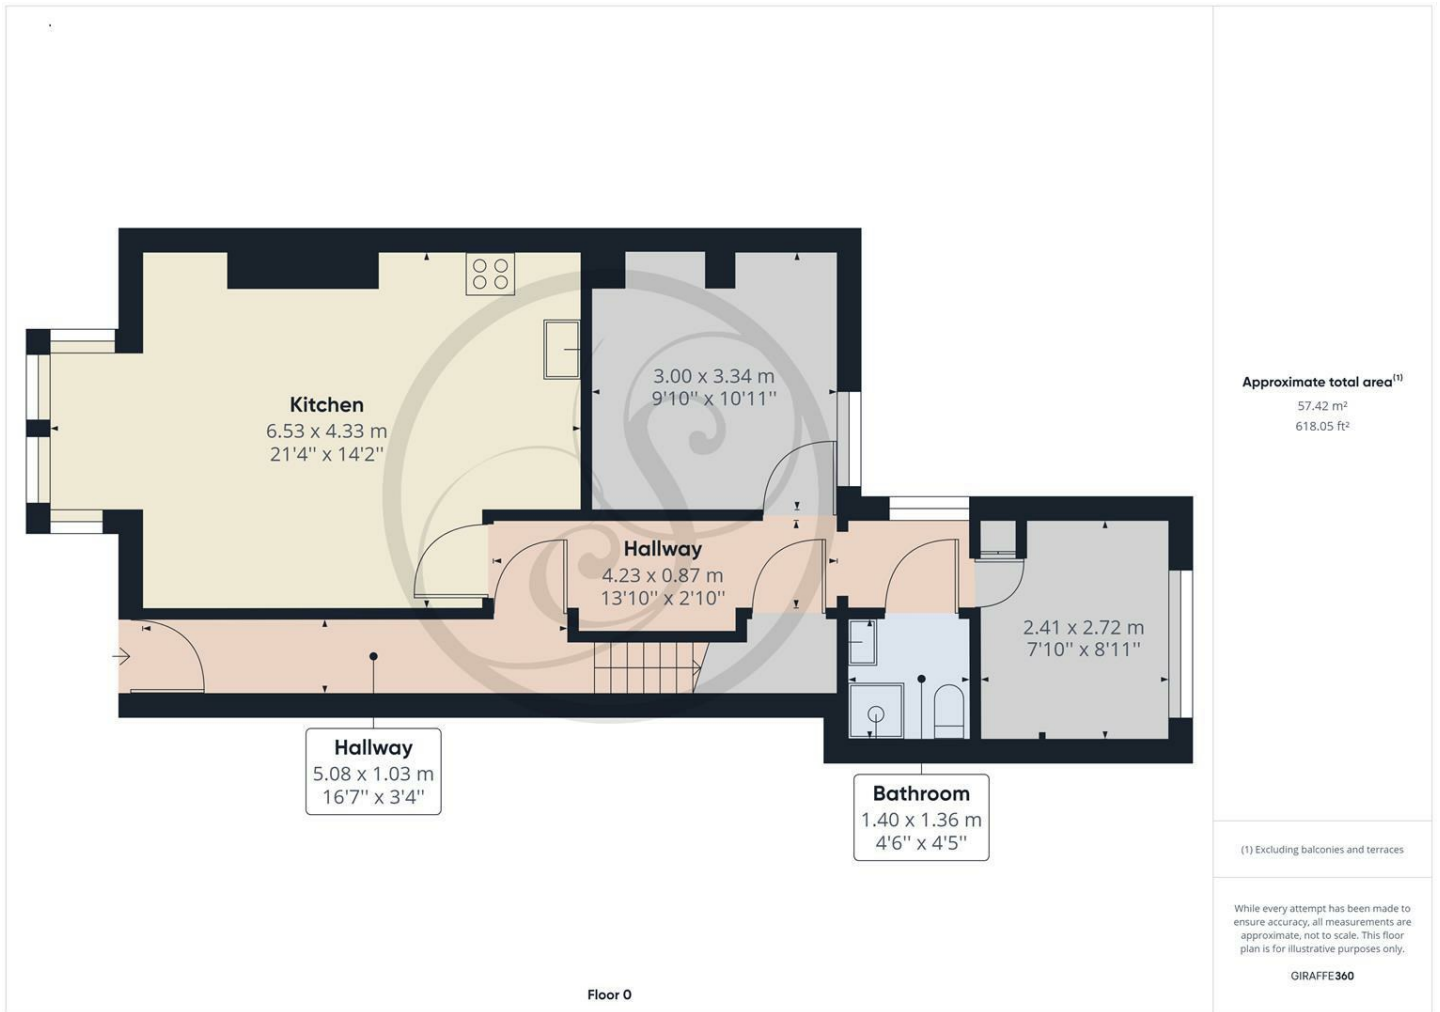 Kitchen
6.53 x 4.33 m
21'4" x 14'2"
3.00 x 3.34 m
9'10" x 10'11"
Hallway
4.23 x 0.87 m
13'10" x 2'10"
2.41 x 2.72 m
7'10" x 8'11"
Hallway
5.08 x 1.03 m
16'7" x 3'4"
Bathroom
1.40 x 1.36 m
4'6" x 4'5"
Floor 0
Approximate total area(1)
57.42 m²
618.05 ft²
(1) Excluding balconies and terraces
While every attempt has been made to
ensure accuracy, all measurements are
approximate, not to scale. This floor
plan is for illustrative purposes only.
GIRAFFE360